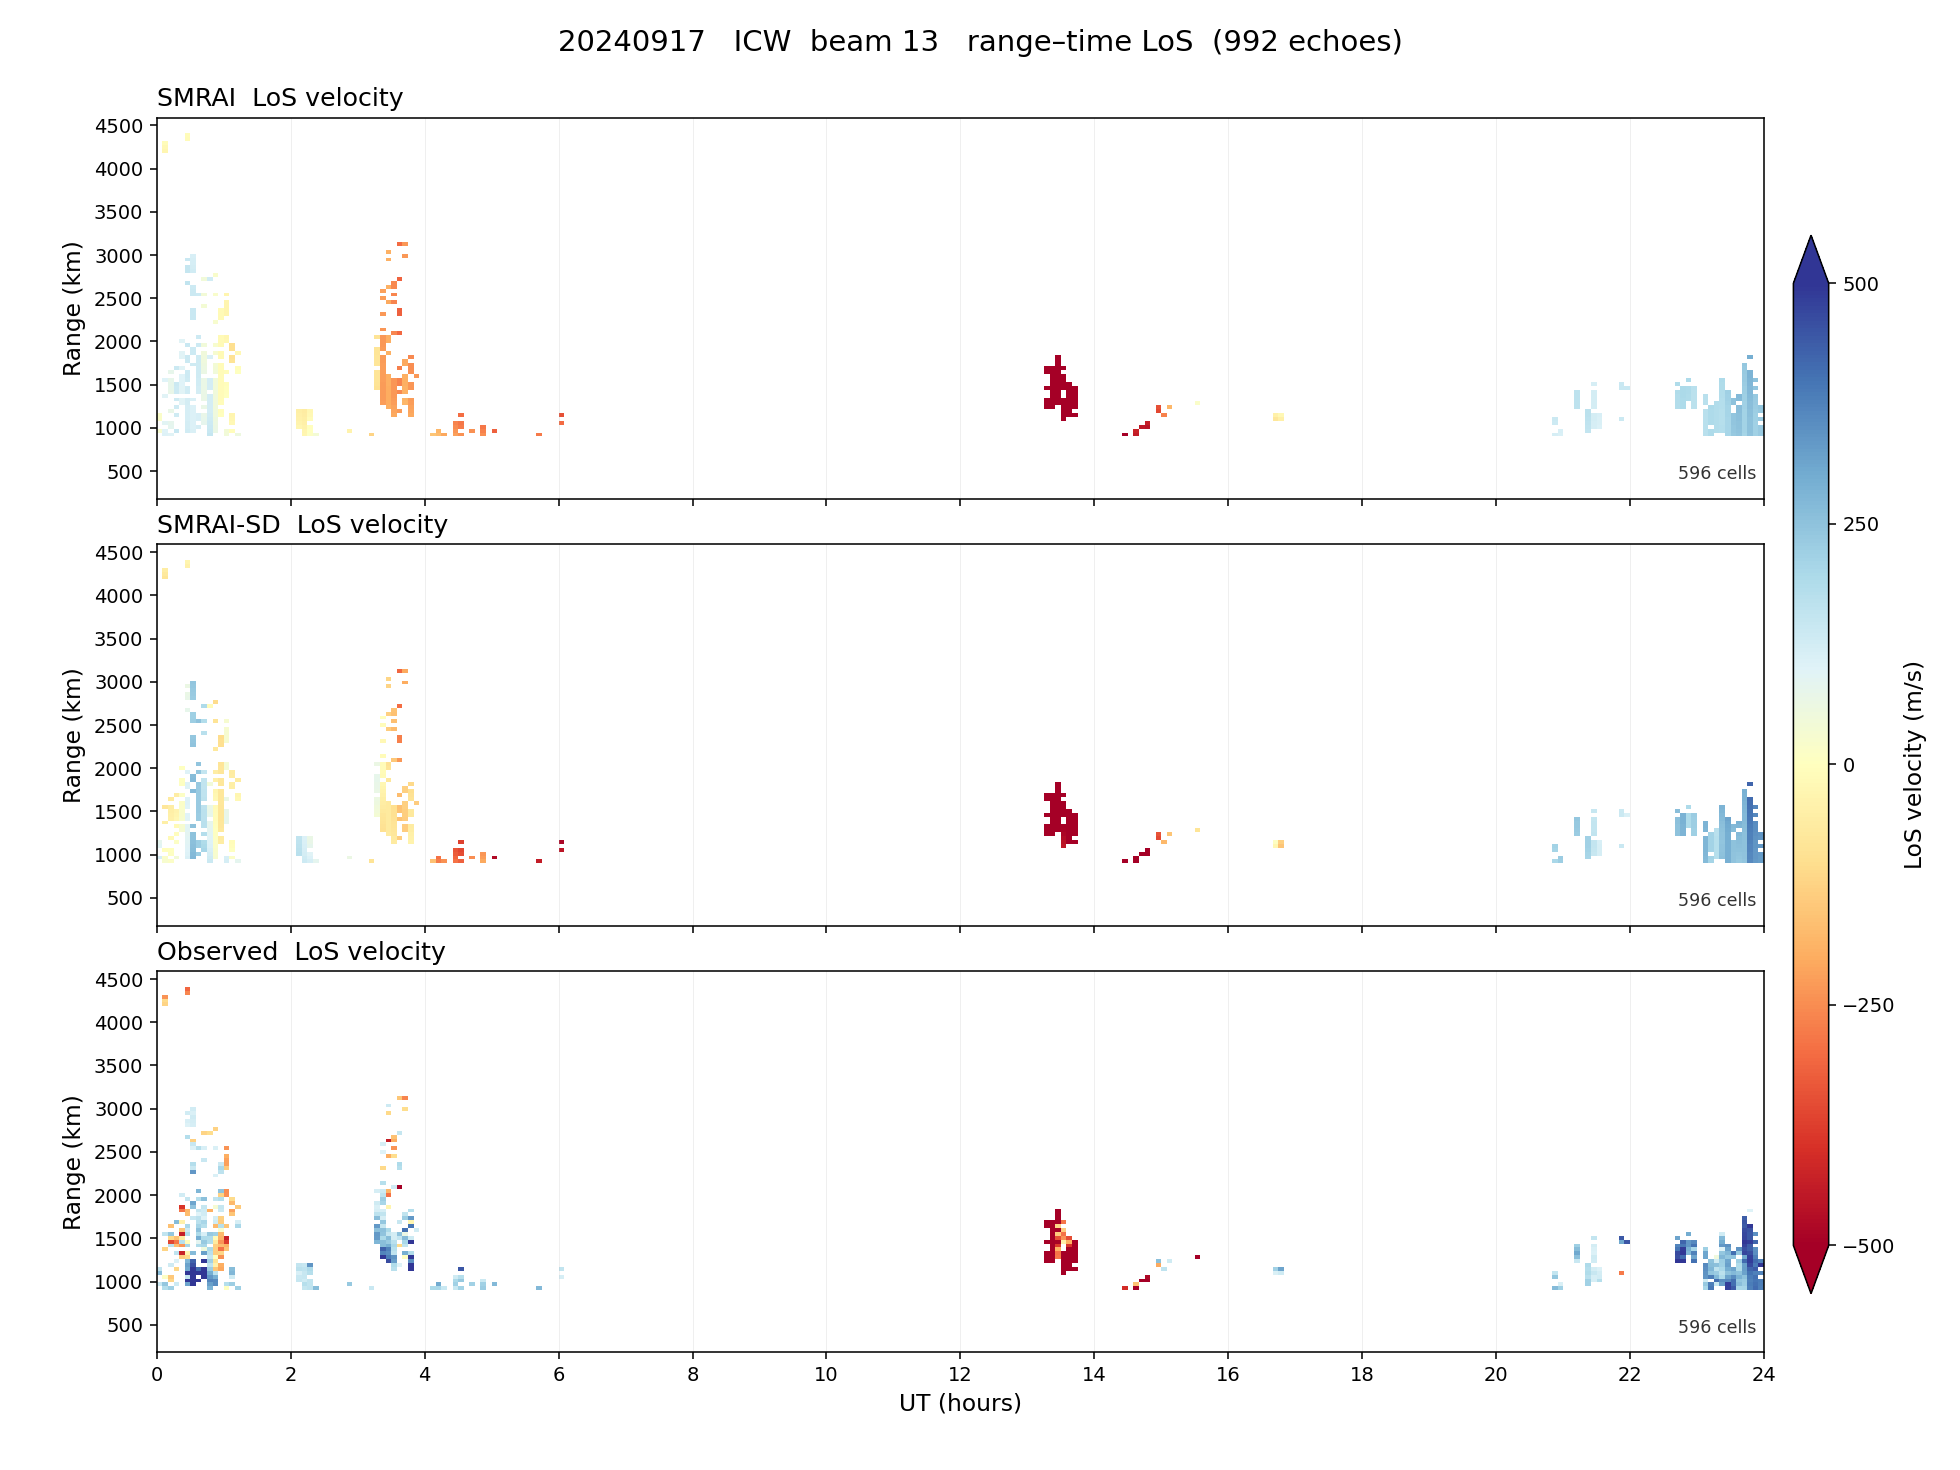 20240917 ICW beam 13 range–time LoS (992 echoes)
SMRAI LoS velocity
4500
4000
3500
3000
2500
2000
1500
1000
500
Range (km)
596 cells
SMRAI-SD LoS velocity
4500
4000
3500
3000
2500
2000
1500
1000
500
Range (km)
596 cells
Observed LoS velocity
4500
4000
3500
3000
2500
2000
1500
1000
500
Range (km)
596 cells
0 2 4 6 8 10 12 14 16 18 20 22 24
UT (hours)
500
250
0
−250
−500
LoS velocity (m/s)